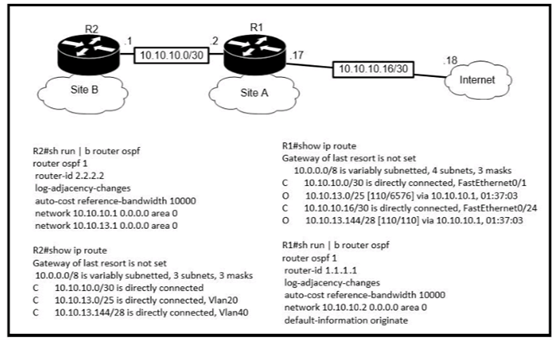 R2
R1
.1
.2
10.10.10.0/30
.17
10.10.10.16/30
.18
Internet
Site B
Site A
R2#sh run | b router ospf
router ospf 1
router-id 2.2.2.2
log-adjacency-changes
auto-cost reference-bandwidth 10000
network 10.10.10.1 0.0.0.0 area 0
network 10.10.13.1 0.0.0.0 area 0
R2#show ip route
Gateway of last resort is not set
10.0.0.0/8 is variably subnetted, 3 subnets, 3 masks
C 10.10.10.0/30 is directly connected
C 10.10.13.0/25 is directly connected, Vlan20
C 10.10.13.144/28 is directly connected, Vlan40
R1#show ip route
Gateway of last resort is not set
10.0.0.0/8 is variably subnetted, 4 subnets, 3 masks
C 10.10.10.0/30 is directly connected, FastEthernet0/1
O 10.10.13.0/25 [110/6576] via 10.10.10.1, 01:37:03
C 10.10.10.16/30 is directly connected, FastEthernet0/24
O 10.10.13.144/28 [110/110] via 10.10.10.1, 01:37:03
R1#sh run | b router ospf
router ospf 1
router-id 1.1.1.1
log-adjacency-changes
auto-cost reference-bandwidth 10000
network 10.10.10.2 0.0.0.0 area 0
default-information originate